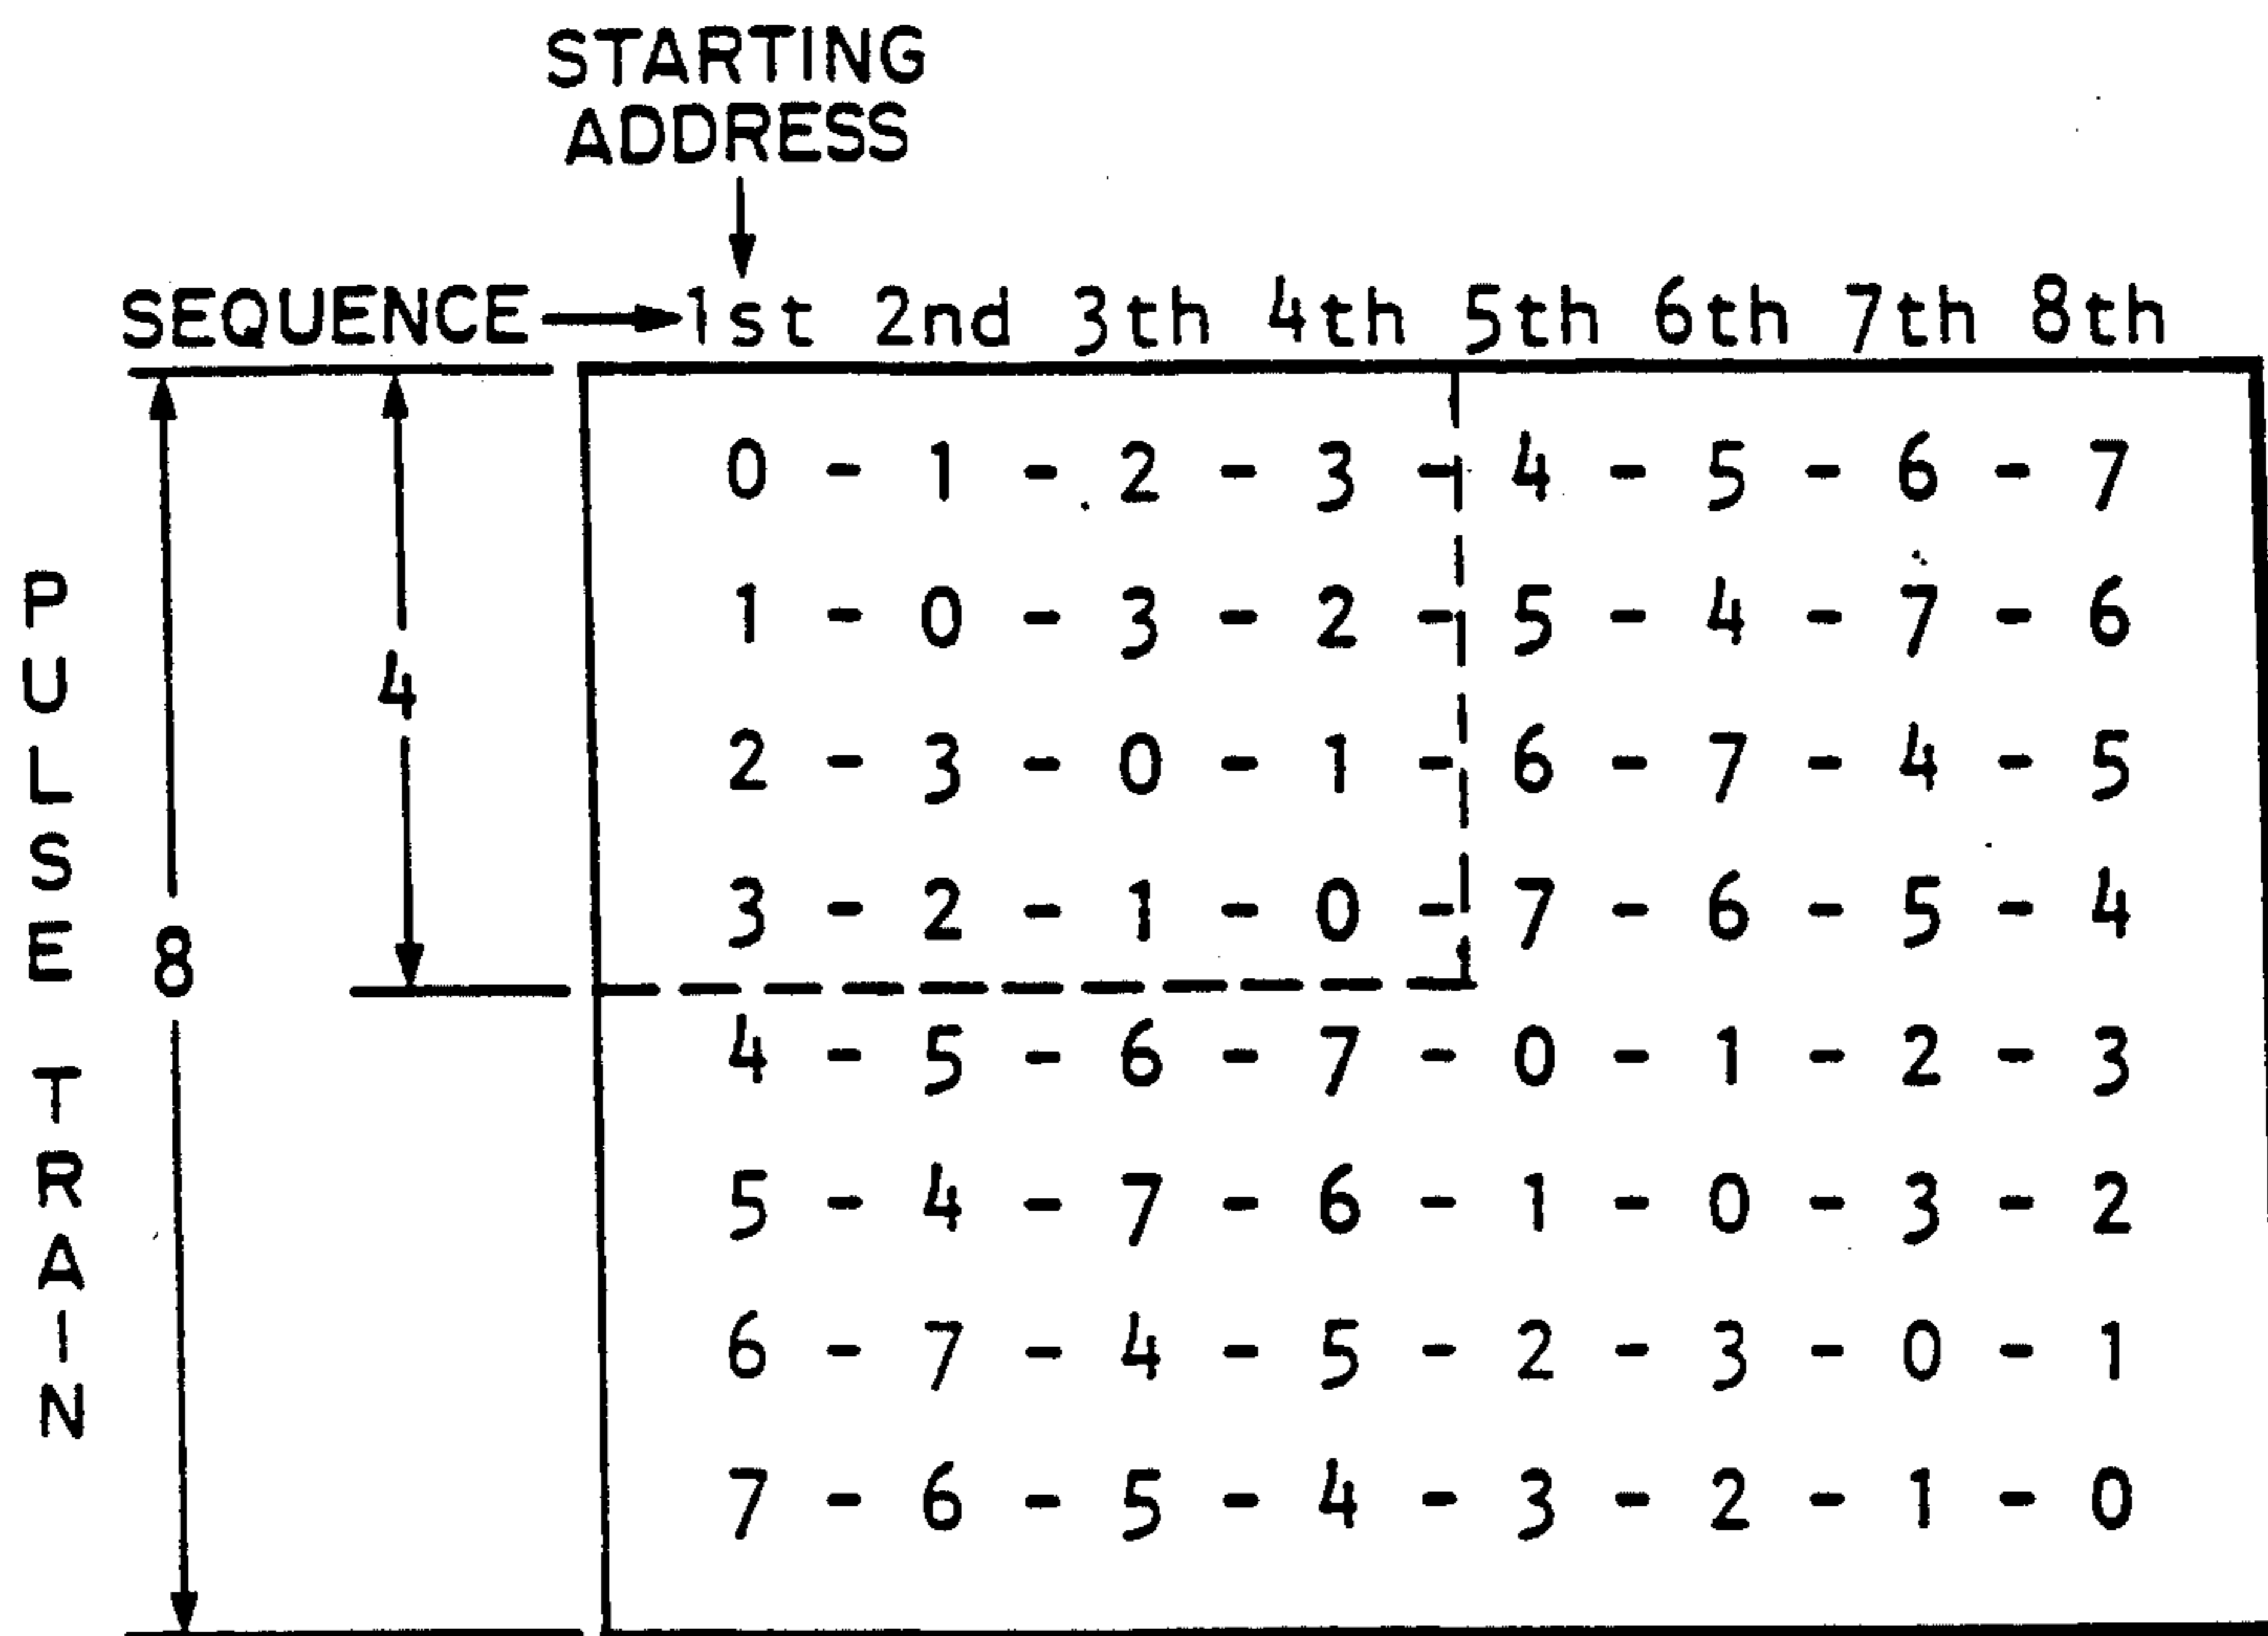 STARTING
ADDRESS
SEQUENCE 1st 2nd 3th 4th 5th 6th 7th 8th
0 - 1 - 2 - 3 - 4 - 5 - 6 - 7
1 - 0 - 3 - 2 - 5 - 4 - 7 - 6
2 - 3 - 0 - 1 - 6 - 7 - 4 - 5
3 - 2 - 1 - 0 - 7 - 6 - 5 - 4
4 - 5 - 6 - 7 - 0 - 1 - 2 - 3
5 - 4 - 7 - 6 - 1 - 0 - 3 - 2
6 - 7 - 4 - 5 - 2 - 3 - 0 - 1
7 - 6 - 5 - 4 - 3 - 2 - 1 - 0
PULSE TRAIN
8
4